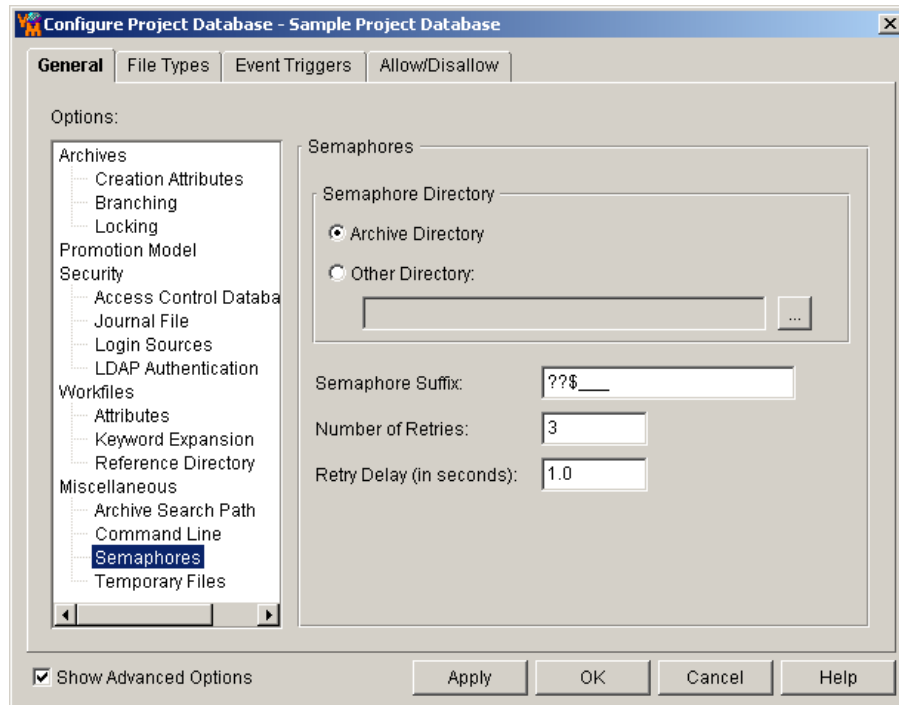 Configure Project Database - Sample Project Database
General File Types Event Triggers Allow/Disallow
Options:
Archives
Creation Attributes
Branching
Locking
Promotion Model
Security
Access Control Databa
Journal File
Login Sources
LDAP Authentication
Workfiles
Attributes
Keyword Expansion
Reference Directory
Miscellaneous
Archive Search Path
Command Line
Semaphores
Temporary Files
Semaphores
Semaphore Directory
Archive Directory
Other Directory:
...
Semaphore Suffix: ??$___
Number of Retries: 3
Retry Delay (in seconds): 1.0
Show Advanced Options
Apply OK Cancel Help